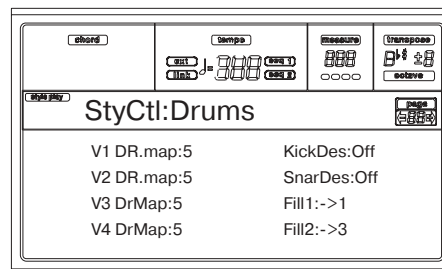 chord
tempo
measure
transpose
ext
link
seq 1
seq 2
octave
style play
StyCtl:Drums
page
V1 DR.map:5
KickDes:Off
V2 DR.map:5
SnarDes:Off
V3 DrMap:5
Fill1:->1
V4 DrMap:5
Fill2:->3